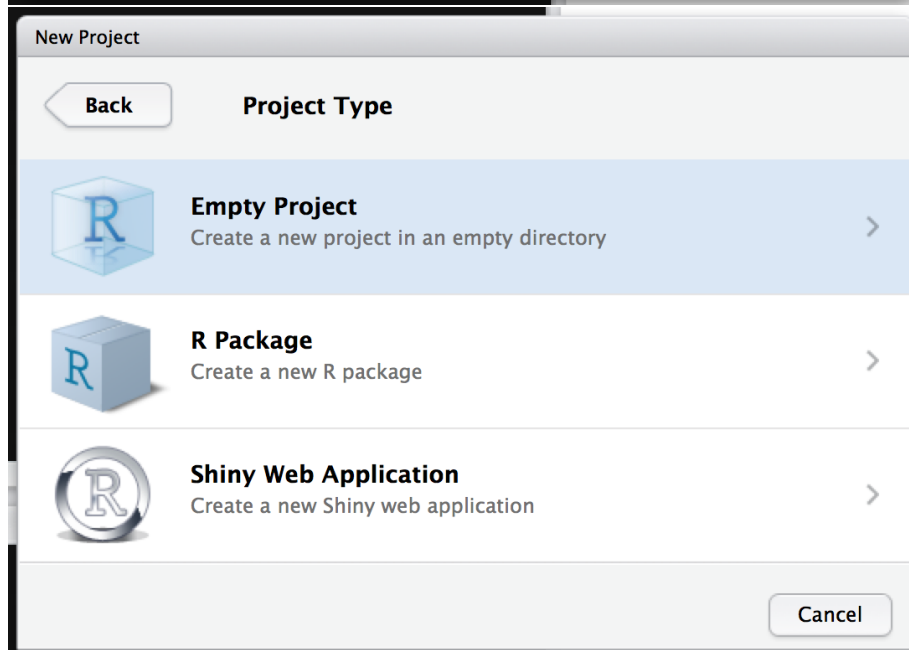 New Project
Back
Project Type
R
Empty Project
Create a new project in an empty directory
R
R Package
Create a new R package
R
Shiny Web Application
Create a new Shiny web application
Cancel